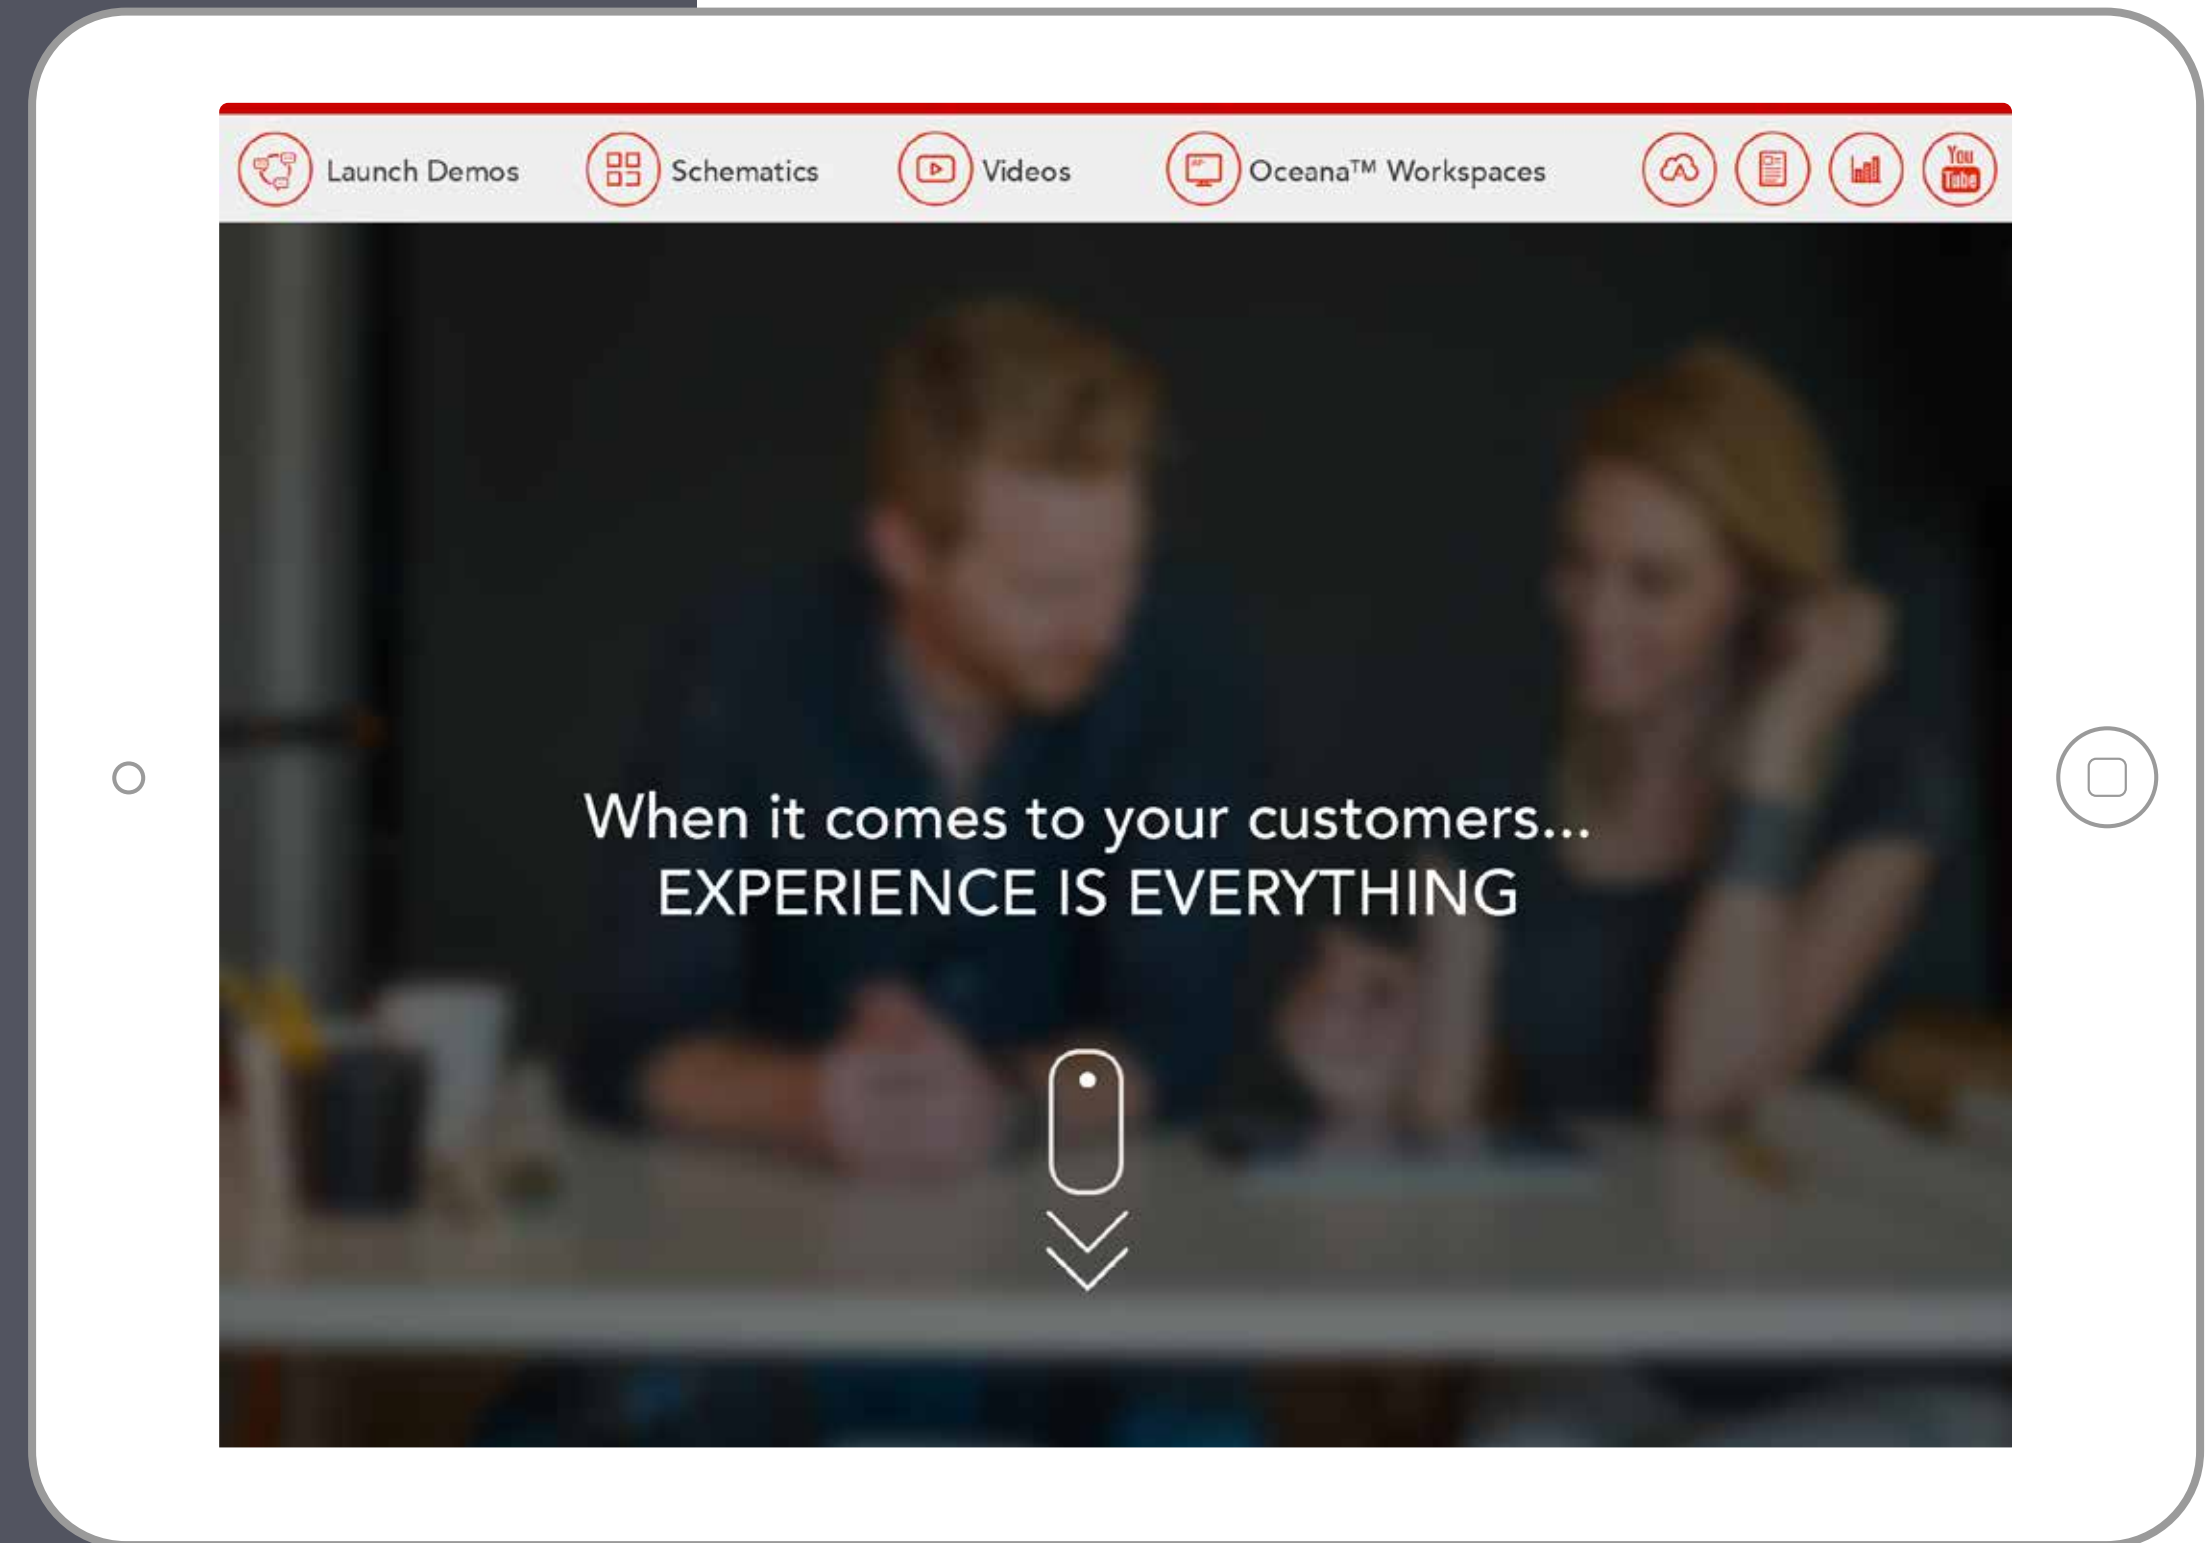 Launch Demos
Schematics
Videos
Oceana™ Workspaces
You
Tube
When it comes to your customers...
EXPERIENCE IS EVERYTHING